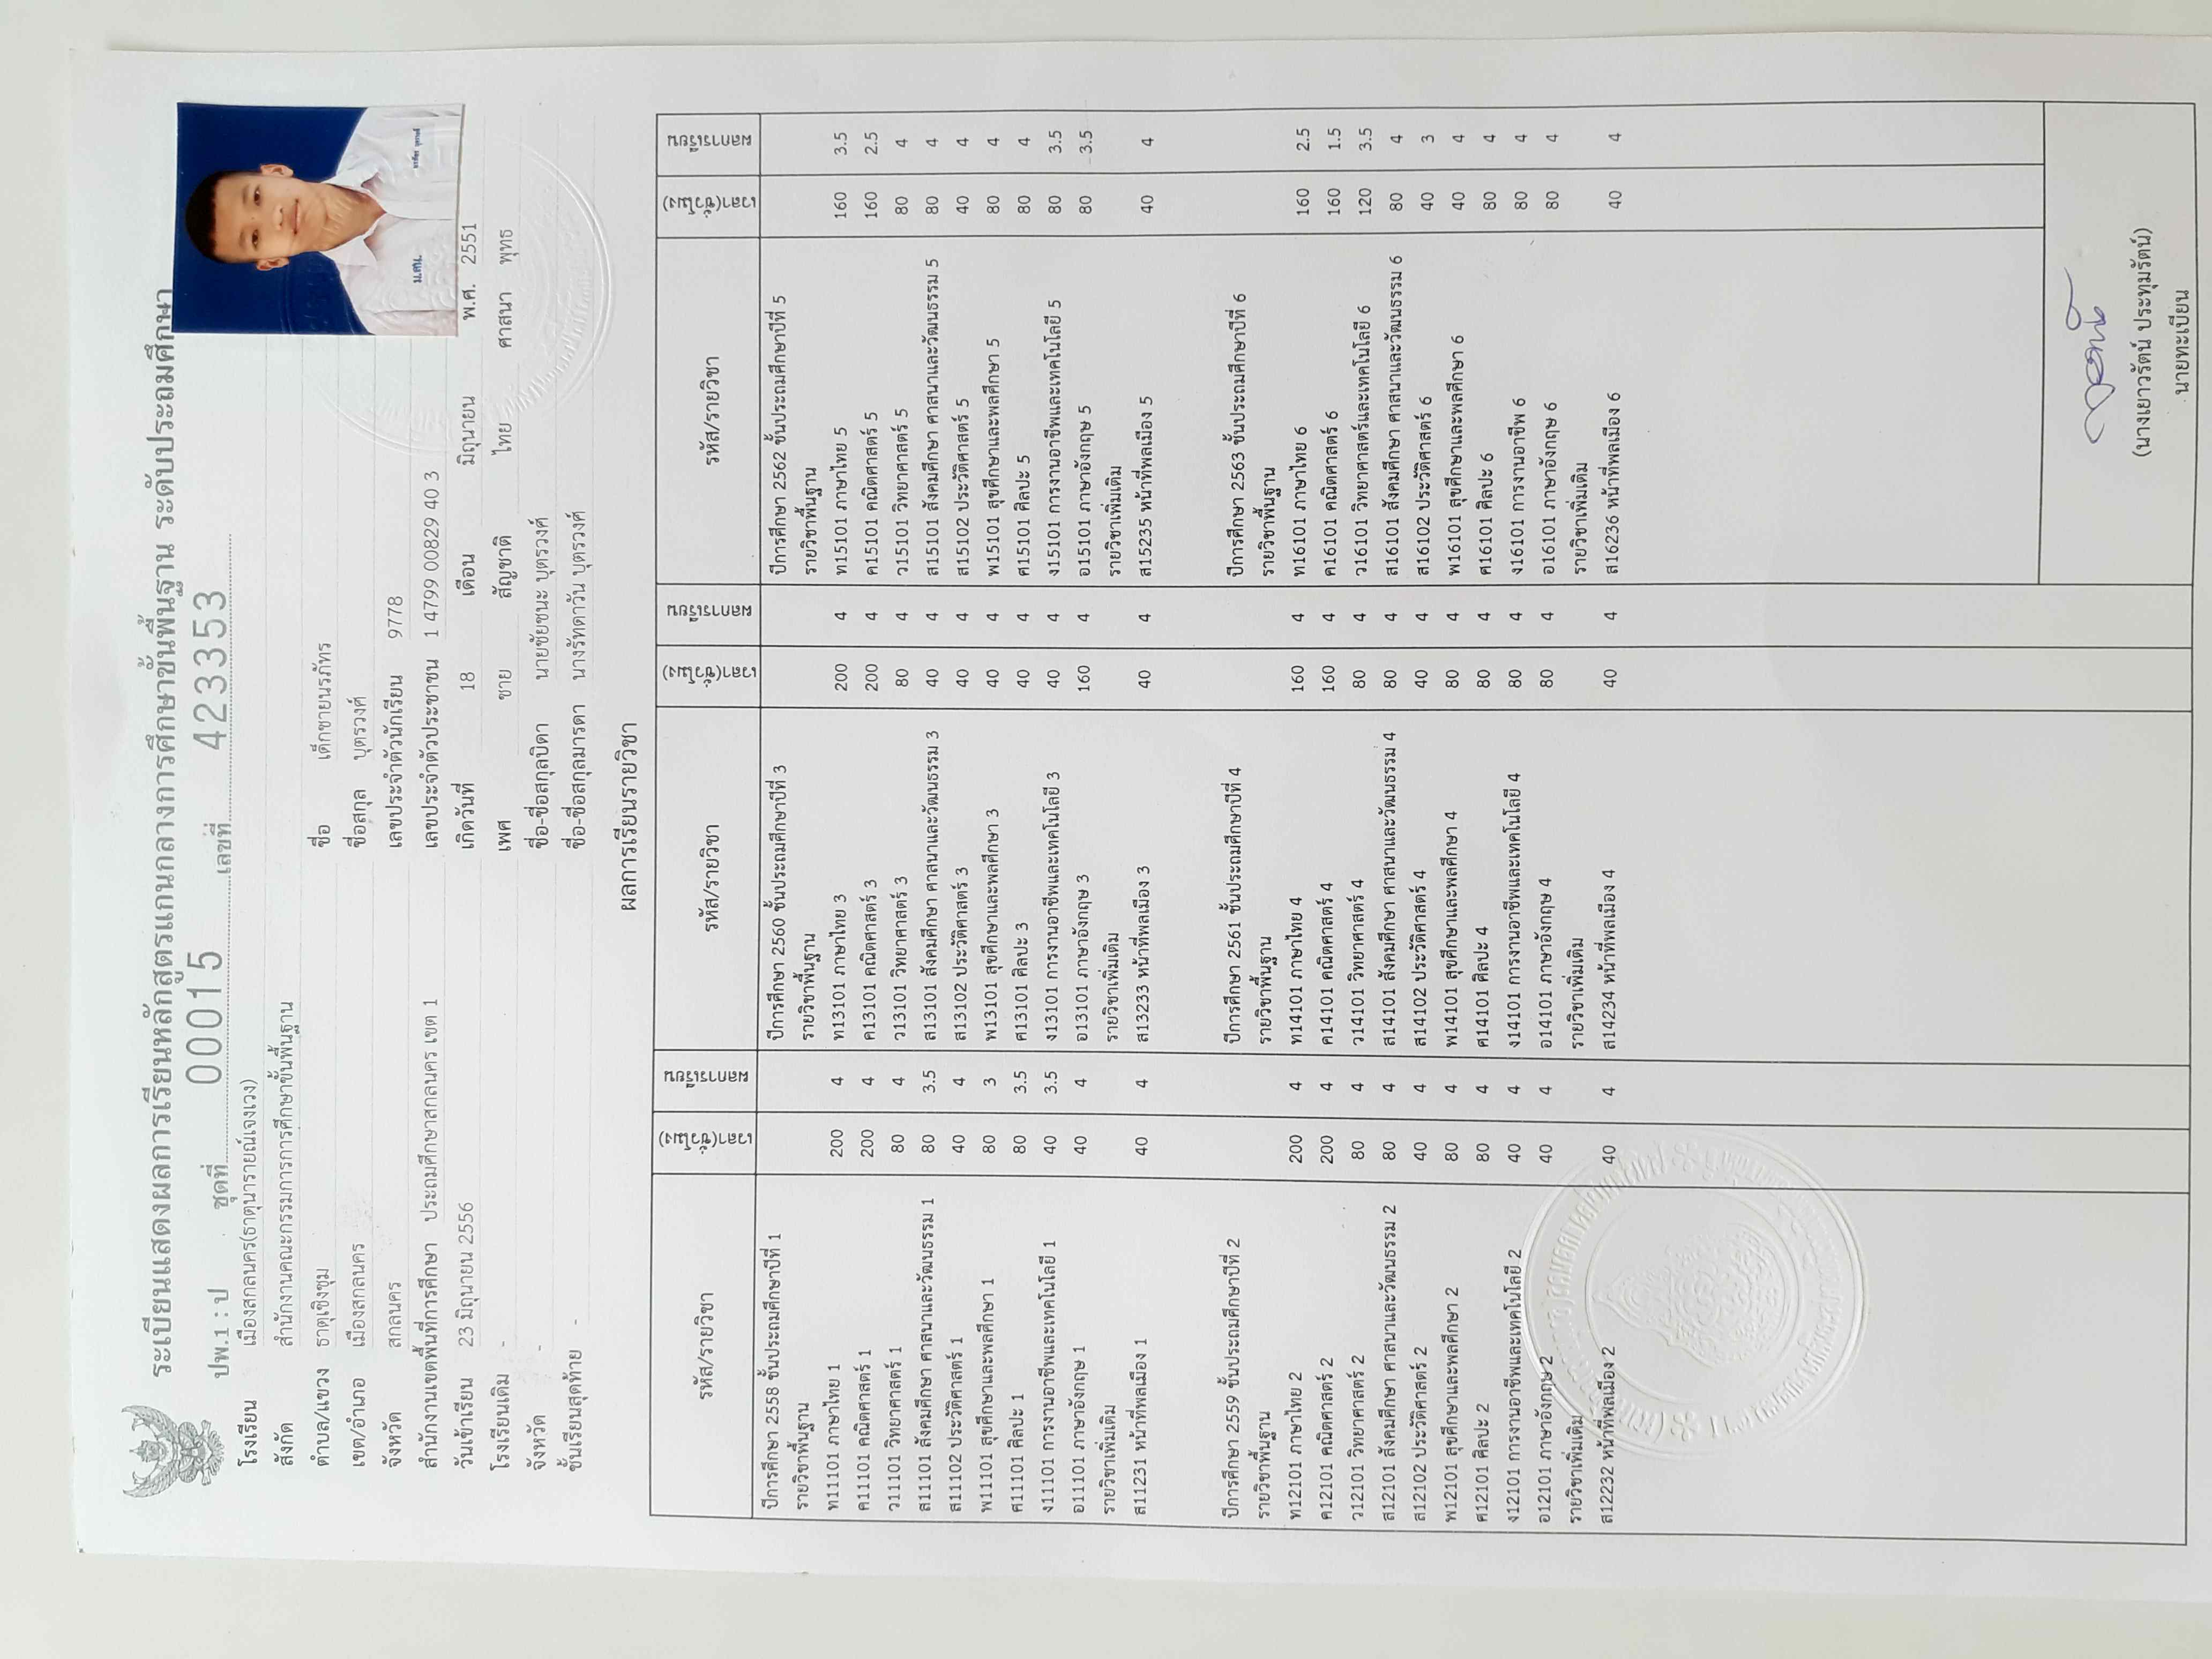 ระเบียนแสดงผลการเรียนหลักสูตรแกนกลางการศึกษาขั้นพื้นฐาน ระดับประถมศึกษา
ปพ.1 : ป ชุดที่ 00015 เลขที่ 4233353
โรงเรียน เมืองสกลนคร(ธาตุนารายณ์เจงเวง)
สังกัด สำนักงานคณะกรรมการการศึกษาขั้นพื้นฐาน
ตำบล/แขวง ธาตุเชิงชุม
เขต/อำเภอ เมืองสกลนคร
จังหวัด สกลนคร
สำนักงานเขตพื้นที่การศึกษา ประถมศึกษาสกลนคร เขต 1
วันเข้าเรียน 23 มิถุนายน 2556
โรงเรียนเดิม -
จังหวัด -
ชั้นเรียนสุดท้าย -
ชื่อ เด็กชายนรภัทร
ชื่อสกุล บุตรวงศ์
เลขประจำตัวนักเรียน 9778
เลขประจำตัวประชาชน 1 4799 00829 40 3
เกิดวันที่ 18 เดือน มิถุนายน พ.ศ. 2551
เพศ ชาย สัญชาติ ไทย ศาสนา พุทธ
ชื่อ-ชื่อสกุลบิดา นายชัยชนะ บุตรวงศ์
ชื่อ-ชื่อสกุลมารดา นางรัทดาวัน บุตรวงศ์
ผลการเรียนรายวิชา
รหัส/รายวิชา เวลา(ชั่วโมง) ผลการเรียน
ปีการศึกษา 2558 ชั้นประถมศึกษาปีที่ 1
รายวิชาพื้นฐาน
ท11101 ภาษาไทย 1 200 4
ค11101 คณิตศาสตร์ 1 200 4
ว11101 วิทยาศาสตร์ 1 80 4
ส11101 สังคมศึกษา ศาสนาและวัฒนธรรม 1 80 3.5
ส11102 ประวัติศาสตร์ 1 40 4
พ11101 สุขศึกษาและพลศึกษา 1 80 3
ศ11101 ศิลปะ 1 80 3.5
ง11101 การงานอาชีพและเทคโนโลยี 1 40 3.5
อ11101 ภาษาอังกฤษ 1 40 4
รายวิชาเพิ่มเติม
ส11231 หน้าที่พลเมือง 1 40 4
ปีการศึกษา 2559 ชั้นประถมศึกษาปีที่ 2
รายวิชาพื้นฐาน
ท12101 ภาษาไทย 2 200 4
ค12101 คณิตศาสตร์ 2 200 4
ว12101 วิทยาศาสตร์ 2 80 4
ส12101 สังคมศึกษา ศาสนาและวัฒนธรรม 2 80 4
ส12102 ประวัติศาสตร์ 2 40 4
พ12101 สุขศึกษาและพลศึกษา 2 80 4
ศ12101 ศิลปะ 2 80 4
ง12101 การงานอาชีพและเทคโนโลยี 2 40 4
อ12101 ภาษาอังกฤษ 2 40 4
รายวิชาเพิ่มเติม
ส12232 หน้าที่พลเมือง 2 40 4
รหัส/รายวิชา เวลา(ชั่วโมง) ผลการเรียน
ปีการศึกษา 2560 ชั้นประถมศึกษาปีที่ 3
รายวิชาพื้นฐาน
ท13101 ภาษาไทย 3 200 4
ค13101 คณิตศาสตร์ 3 200 4
ว13101 วิทยาศาสตร์ 3 80 4
ส13101 สังคมศึกษา ศาสนาและวัฒนธรรม 3 40 4
ส13102 ประวัติศาสตร์ 3 40 4
พ13101 สุขศึกษาและพลศึกษา 3 40 4
ศ13101 ศิลปะ 3 40 4
ง13101 การงานอาชีพและเทคโนโลยี 3 40 4
อ13101 ภาษาอังกฤษ 3 160 4
รายวิชาเพิ่มเติม
ส13233 หน้าที่พลเมือง 3 40 4
ปีการศึกษา 2561 ชั้นประถมศึกษาปีที่ 4
รายวิชาพื้นฐาน
ท14101 ภาษาไทย 4 160 4
ค14101 คณิตศาสตร์ 4 160 4
ว14101 วิทยาศาสตร์ 4 80 4
ส14101 สังคมศึกษา ศาสนาและวัฒนธรรม 4 80 4
ส14102 ประวัติศาสตร์ 4 40 4
พ14101 สุขศึกษาและพลศึกษา 4 80 4
ศ14101 ศิลปะ 4 80 4
ง14101 การงานอาชีพและเทคโนโลยี 4 80 4
อ14101 ภาษาอังกฤษ 4 80 4
รายวิชาเพิ่มเติม
ส14234 หน้าที่พลเมือง 4 40 4
รหัส/รายวิชา เวลา(ชั่วโมง) ผลการเรียน
ปีการศึกษา 2562 ชั้นประถมศึกษาปีที่ 5
รายวิชาพื้นฐาน
ท15101 ภาษาไทย 5 160 3.5
ค15101 คณิตศาสตร์ 5 160 2.5
ว15101 วิทยาศาสตร์ 5 80 4
ส15101 สังคมศึกษา ศาสนาและวัฒนธรรม 5 80 4
ส15102 ประวัติศาสตร์ 5 40 4
พ15101 สุขศึกษาและพลศึกษา 5 80 4
ศ15101 ศิลปะ 5 80 4
ง15101 การงานอาชีพและเทคโนโลยี 5 80 3.5
อ15101 ภาษาอังกฤษ 5 80 3.5
รายวิชาเพิ่มเติม
ส15235 หน้าที่พลเมือง 5 40 4
ปีการศึกษา 2563 ชั้นประถมศึกษาปีที่ 6
รายวิชาพื้นฐาน
ท16101 ภาษาไทย 6 160 2.5
ค16101 คณิตศาสตร์ 6 160 1.5
ว16101 วิทยาศาสตร์และเทคโนโลยี 6 120 3.5
ส16101 สังคมศึกษา ศาสนาและวัฒนธรรม 6 80 4
ส16102 ประวัติศาสตร์ 6 40 3
พ16101 สุขศึกษาและพลศึกษา 6 40 4
ศ16101 ศิลปะ 6 80 4
ง16101 การงานอาชีพ 6 80 4
อ16101 ภาษาอังกฤษ 6 80 4
รายวิชาเพิ่มเติม
ส16236 หน้าที่พลเมือง 6 40 4
(นางเยาวรัตน์ ประทุมรัตน์)
นายทะเบียน